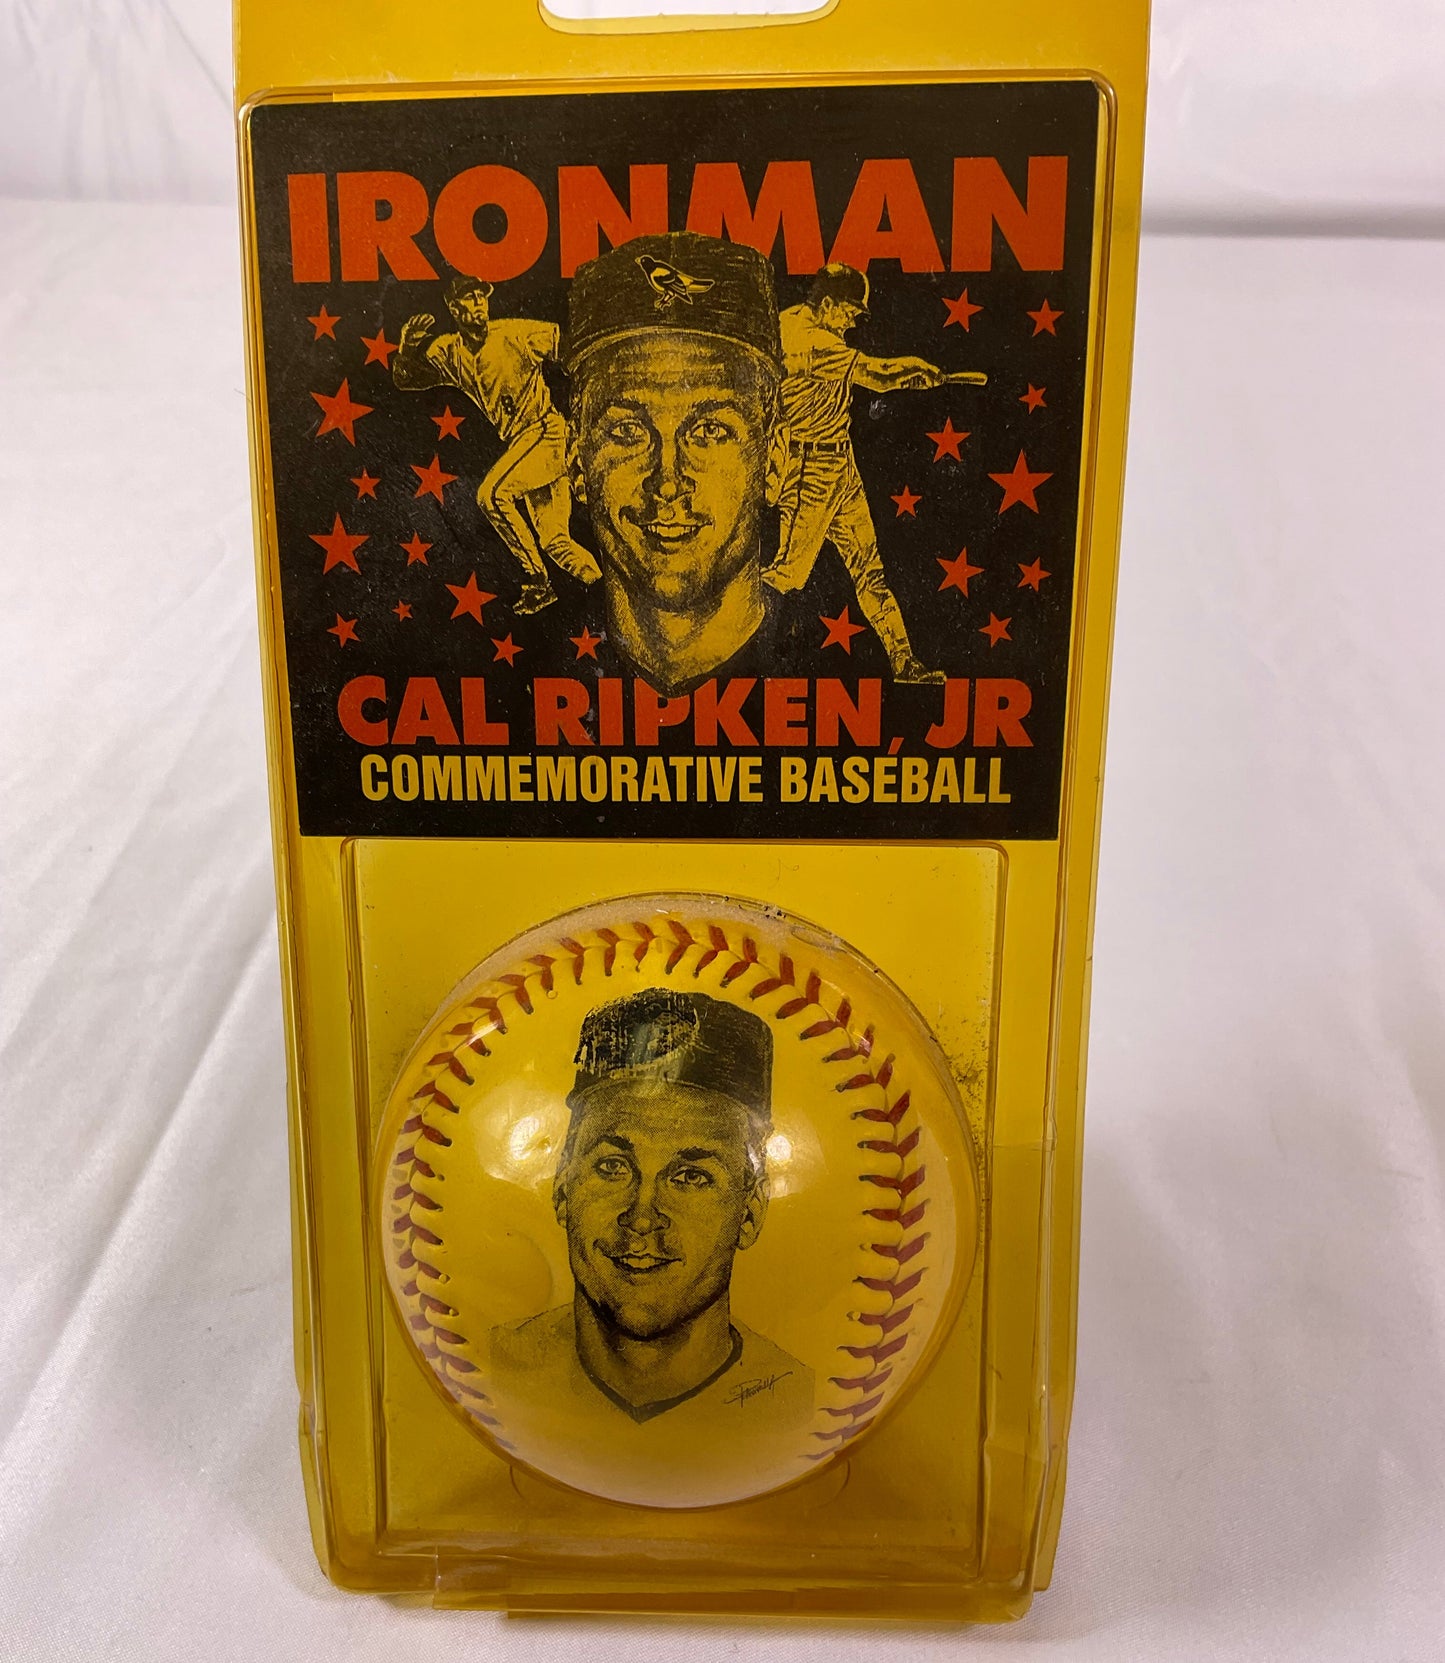 IRONMAN
CAL RIPKEN, JR
COMMEMORATIVE BASEBALL